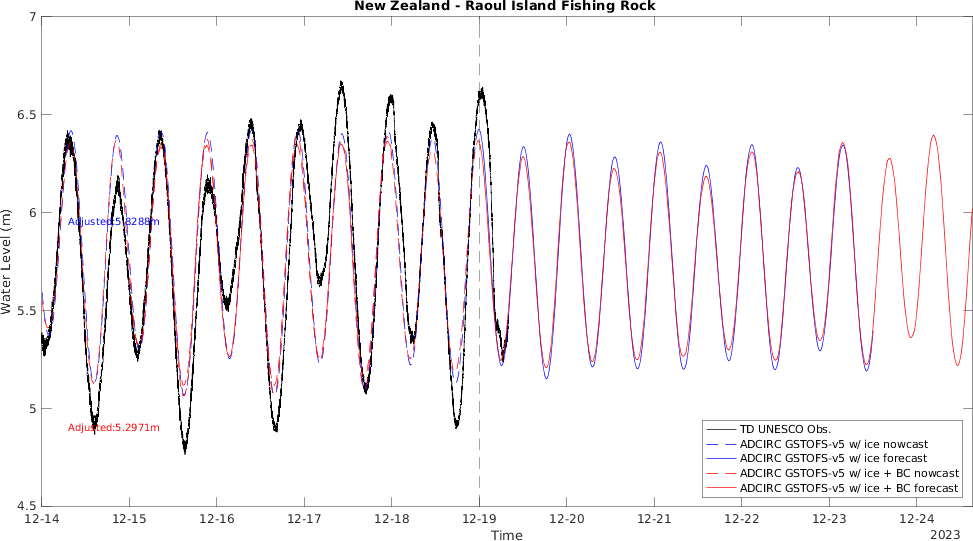 New Zealand - Raoul Island Fishing Rock
7
6.5
6
5.5
5
4.5
Water Level (m)
Adjusted:5.8288m
Adjusted:5.2971m
TD UNESCO Obs.
ADCIRC GSTOFS-v5 w/ ice nowcast
ADCIRC GSTOFS-v5 w/ ice forecast
ADCIRC GSTOFS-v5 w/ ice + BC nowcast
ADCIRC GSTOFS-v5 w/ ice + BC forecast
12-14 12-15 12-16 12-17 12-18 12-19 12-20 12-21 12-22 12-23 12-24
2023
Time